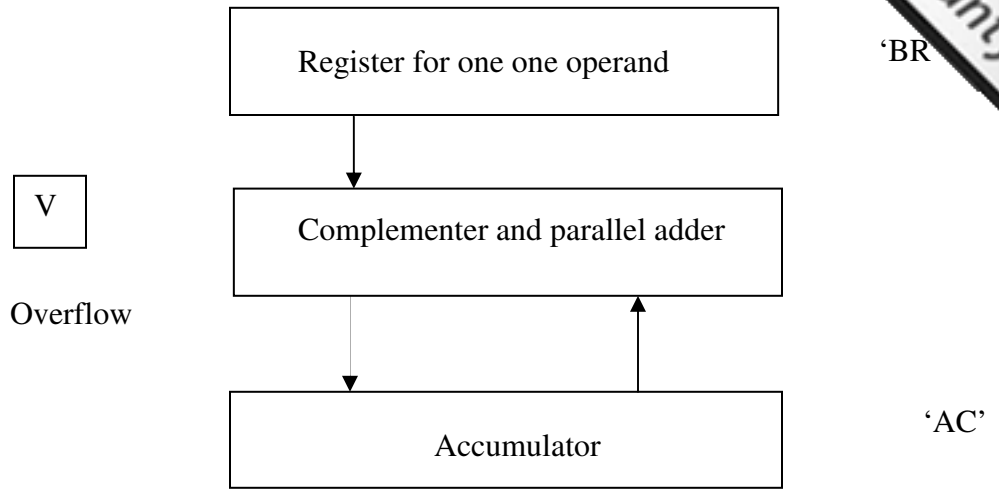 Register for one one operand
‘BR
V
Complementer and parallel adder
Overflow
‘AC’
Accumulator